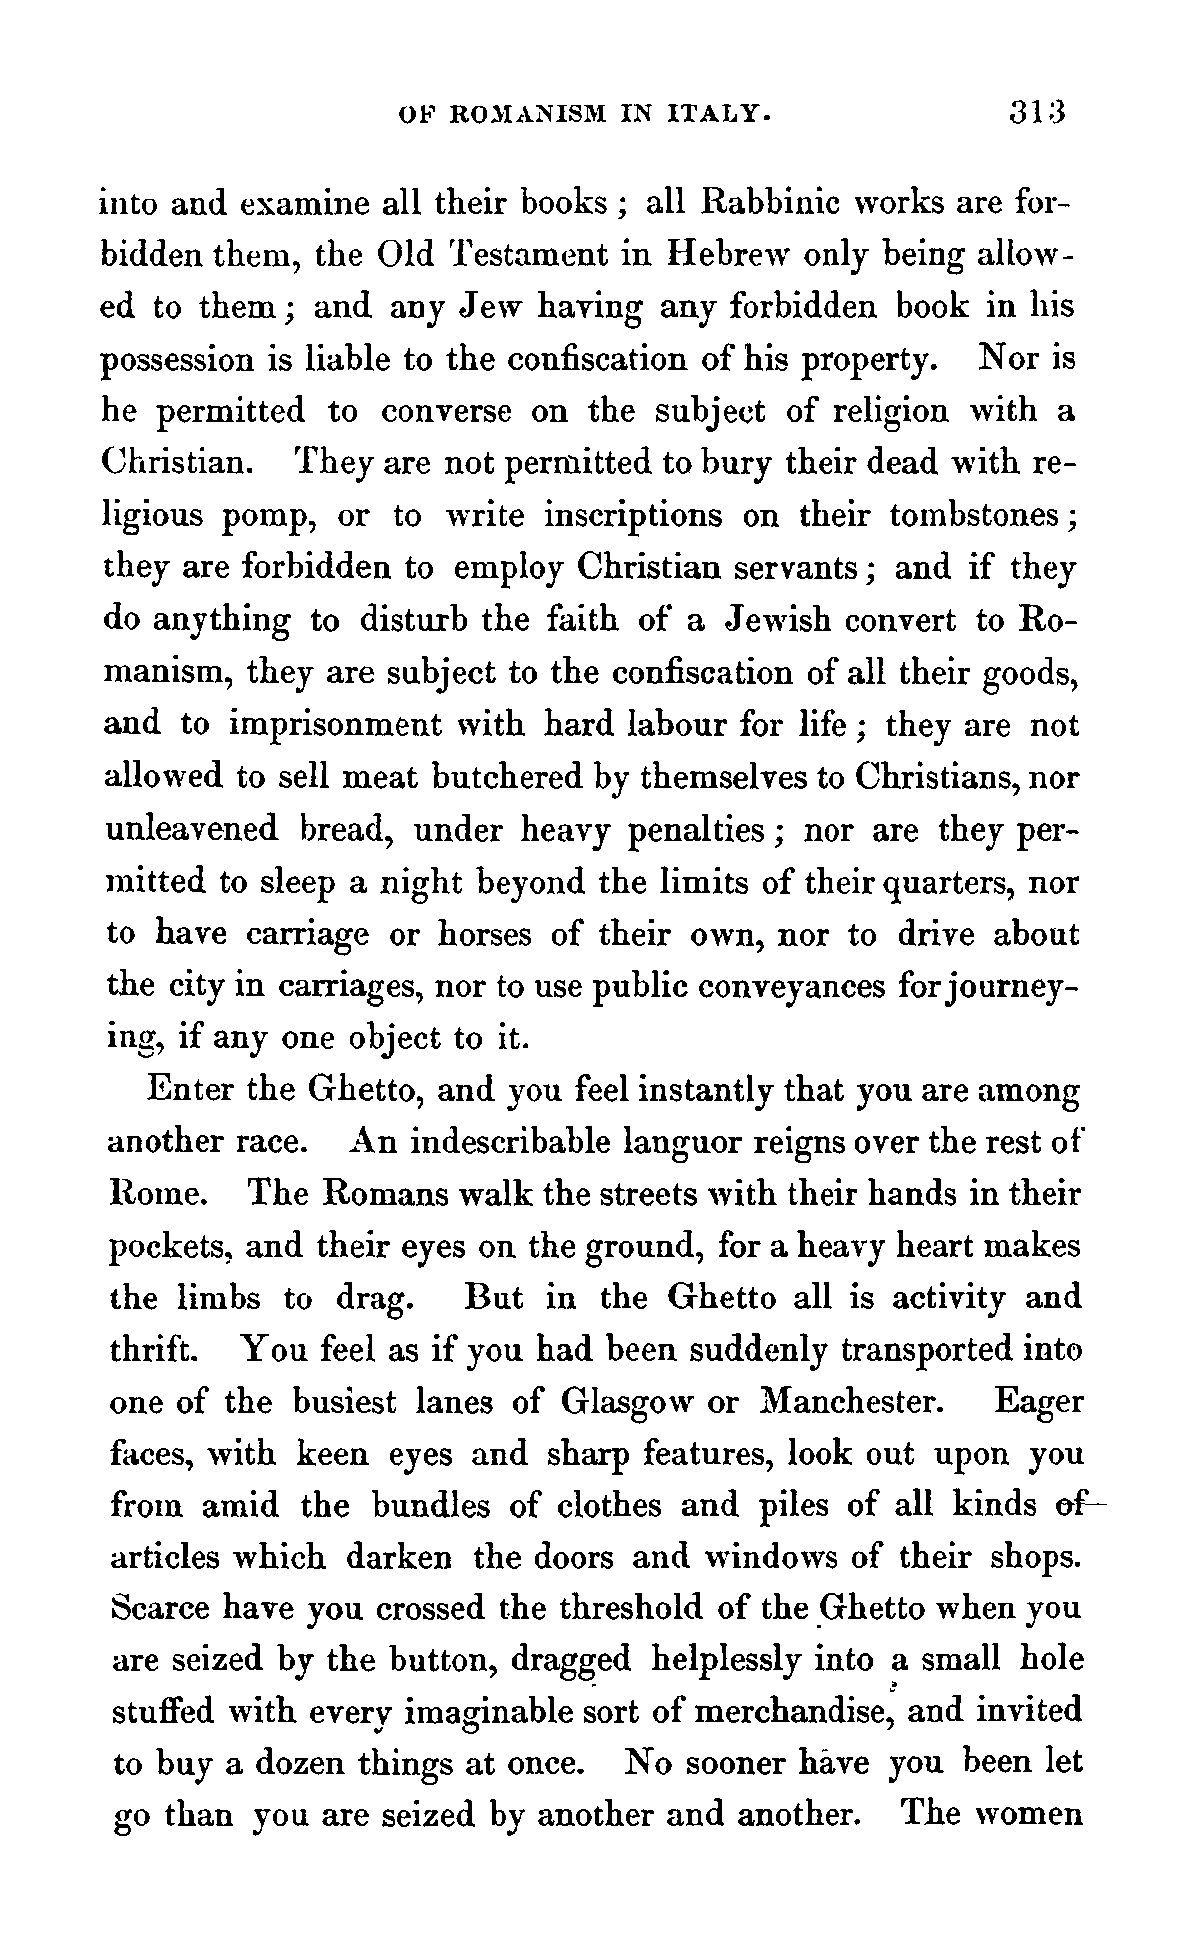 OF ROMANISM IN ITALY. 313
into and examine all their books ; all Rabbinic works are for-
bidden them, the Old Testament in Hebrew only being allow-
ed to them ; and any Jew having any forbidden book in his
possession is liable to the confiscation of his property. Nor is
he permitted to converse on the subject of religion with a
Christian. They are not permitted to bury their dead with re-
ligious pomp, or to write inscriptions on their tombstones ;
they are forbidden to employ Christian servants ; and if they
do anything to disturb the faith of a Jewish convert to Ro-
manism, they are subject to the confiscation of all their goods,
and to imprisonment with hard labour for life ; they are not
allowed to sell meat butchered by themselves to Christians, nor
unleavened bread, under heavy penalties ; nor are they per-
mitted to sleep a night beyond the limits of their quarters, nor
to have carriage or horses of their own, nor to drive about
the city in carriages, nor to use public conveyances for journey-
ing, if any one object to it.
Enter the Ghetto, and you feel instantly that you are among
another race. An indescribable languor reigns over the rest of
Rome. The Romans walk the streets with their hands in their
pockets, and their eyes on the ground, for a heavy heart makes
the limbs to drag. But in the Ghetto all is activity and
thrift. You feel as if you had been suddenly transported into
one of the busiest lanes of Glasgow or Manchester. Eager
faces, with keen eyes and sharp features, look out upon you
from amid the bundles of clothes and piles of all kinds of
articles which darken the doors and windows of their shops.
Scarce have you crossed the threshold of the Ghetto when you
are seized by the button, dragged helplessly into a small hole
stuffed with every imaginable sort of merchandise, and invited
to buy a dozen things at once. No sooner have you been let
go than you are seized by another and another. The women